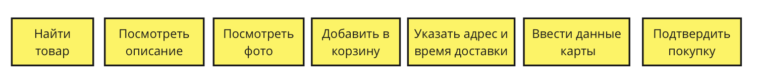 Найти
товар
Посмотреть
описание
Посмотреть
фото
Добавить в
корзину
Указать адрес и
время доставки
Ввести данные
карты
Подтвердить
покупку